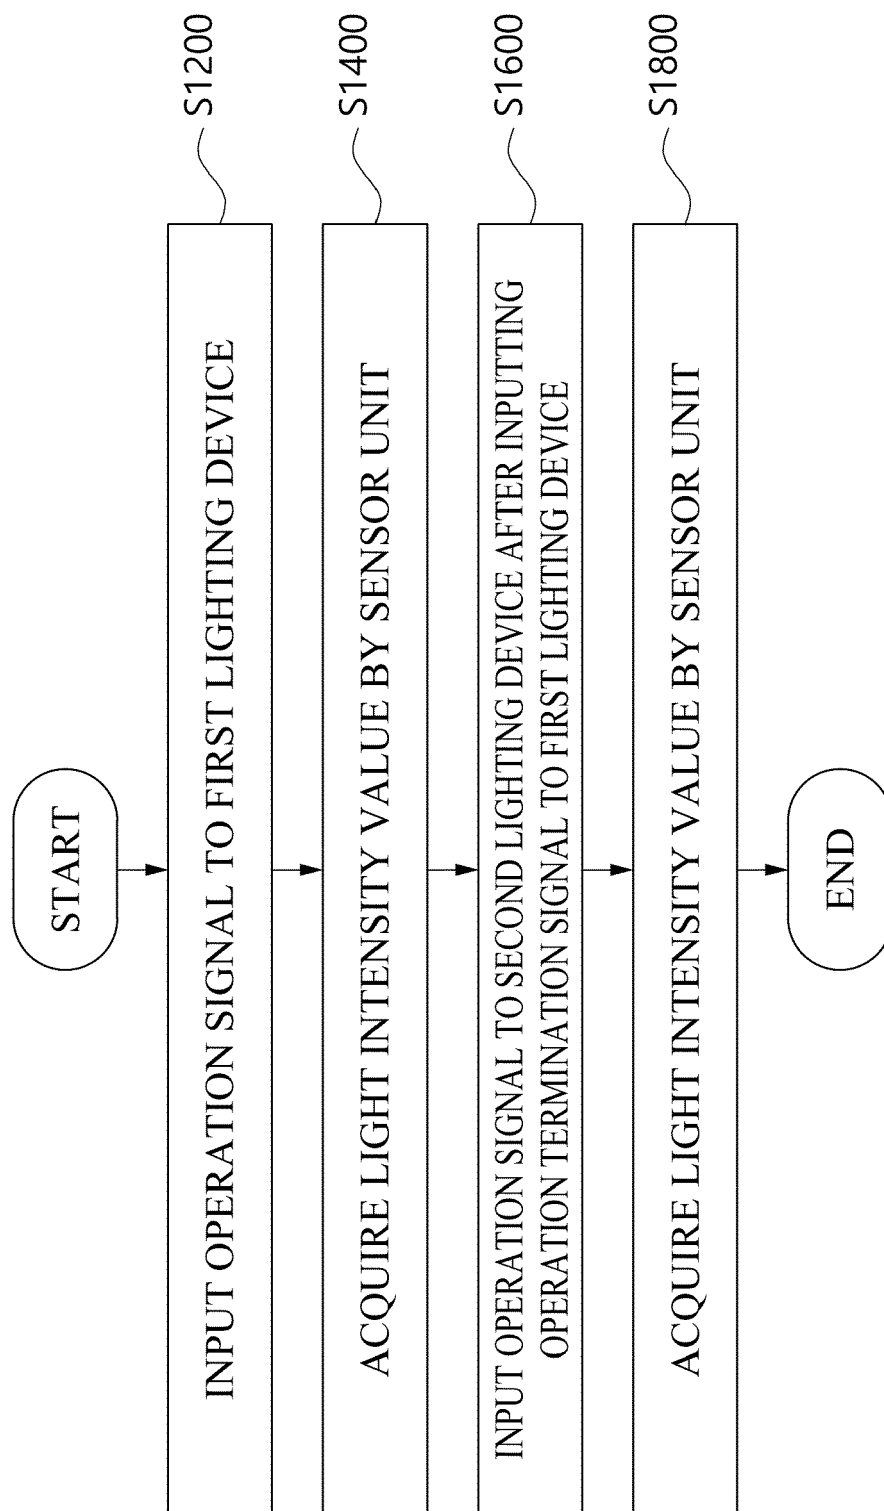 START
INPUT OPERATION SIGNAL TO FIRST LIGHTING DEVICE
S1200
ACQUIRE LIGHT INTENSITY VALUE BY SENSOR UNIT
S1400
INPUT OPERATION SIGNAL TO SECOND LIGHTING DEVICE AFTER INPUTTING
OPERATION TERMINATION SIGNAL TO FIRST LIGHTING DEVICE
S1600
ACQUIRE LIGHT INTENSITY VALUE BY SENSOR UNIT
S1800
END